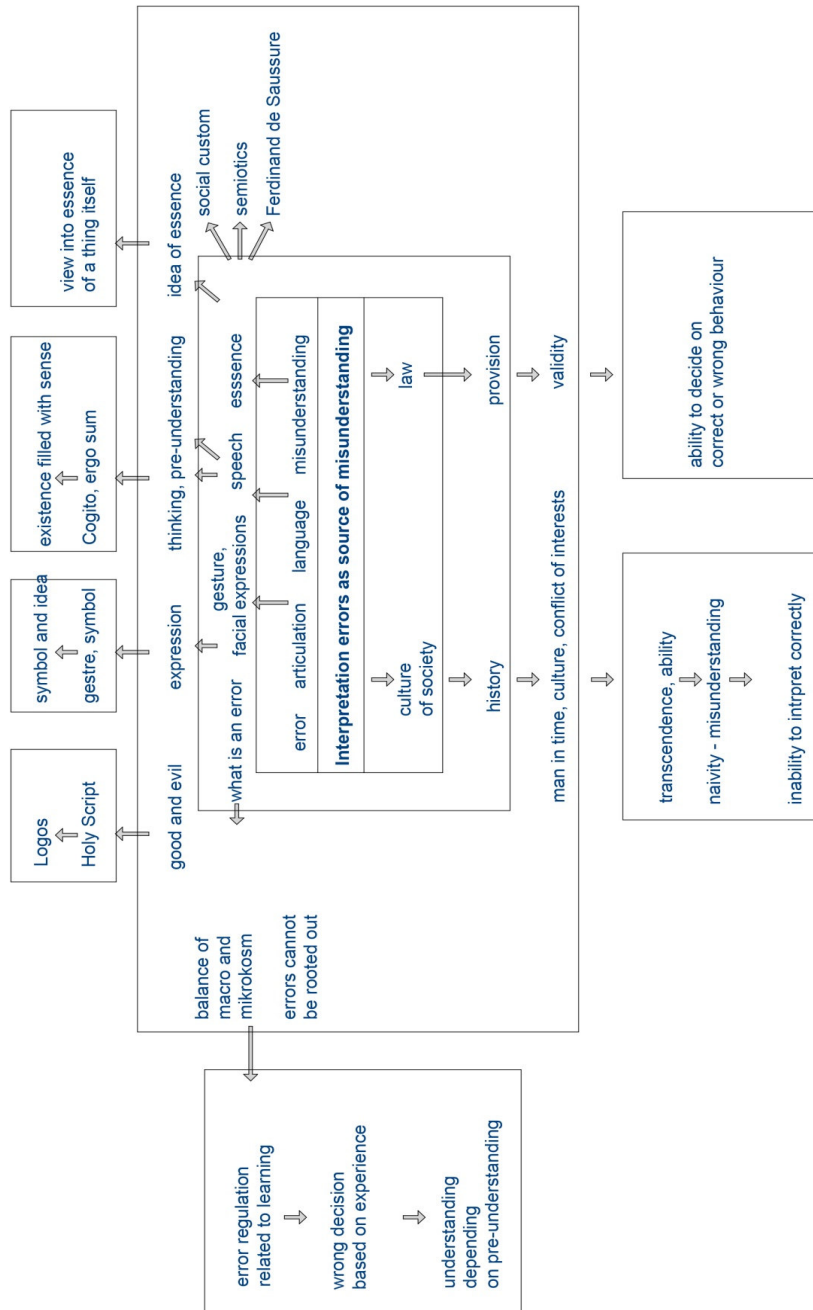 Logos
Holy Script
symbol and idea
gestre, symbol
existence filled with sense
Cogito, ergo sum
view into essence
of a thing itself
good and evil
expression
thinking, pre-understanding
idea of essence
balance of
macro and
mikrokosm
errors cannot
be rooted out
what is an error
gesture,
facial expressions
speech
esssence
social custom
semiotics
Ferdinand de Saussure
error regulation
related to learning
wrong decision
based on experience
understanding
depending
on pre-understanding
error
articulation
language
misunderstanding
Interpretation errors as source of misunderstanding
culture
of society
law
history
provision
man in time, culture, conflict of interests
validity
transcendence, ability
naivity - misunderstanding
inability to intrpret correctly
ability to decide on
correct or wrong behaviour